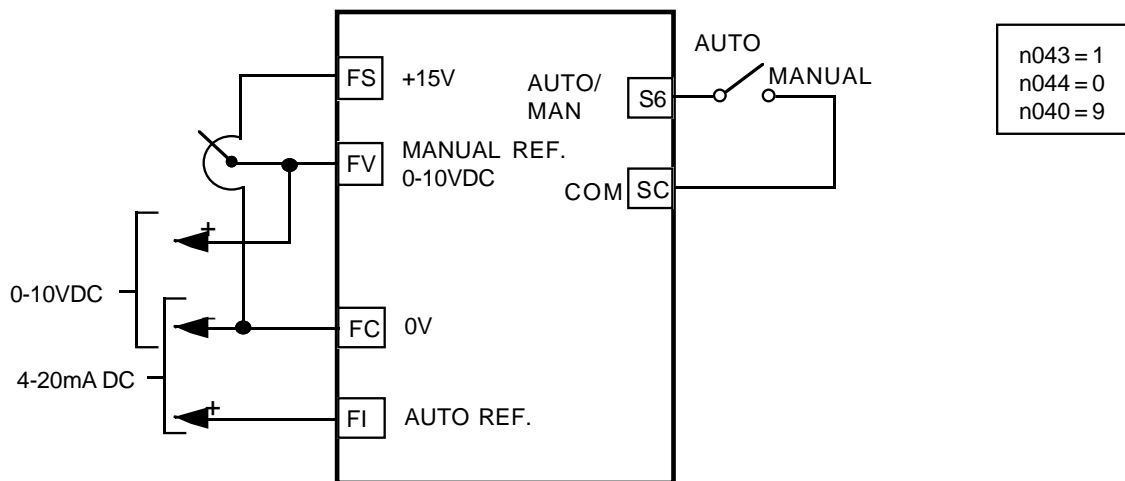 FS +15V
AUTO/
MAN
S6
AUTO
MANUAL
n043 = 1
n044 = 0
n040 = 9
FV MANUAL REF.
0-10VDC
COM SC
+
0-10VDC
–
FC 0V
4-20mA DC
+
FI AUTO REF.